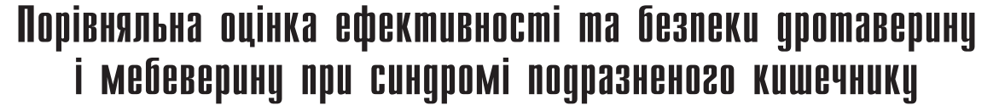 Порівняльна оцінка ефективності та безпеки дротаверину
і мебеверину при синдромі подразненого кишечнику